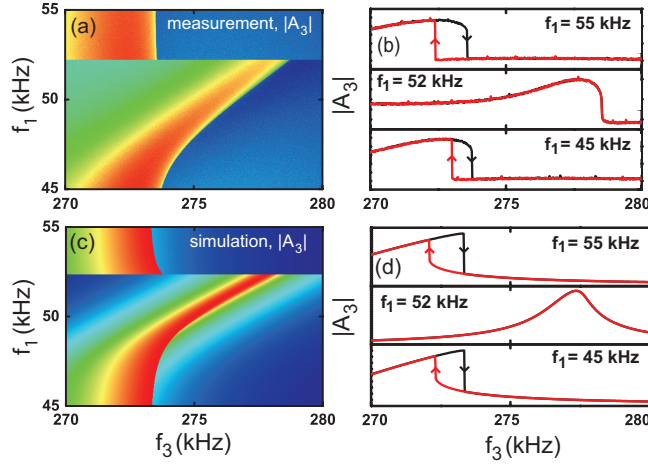 (a) measurement, |A₃|
55
50
45
f₁ (kHz)
270 275 280
(b) f₁ = 55 kHz
f₁ = 52 kHz
f₁ = 45 kHz
|A₃|
270 275 280
(c) simulation, |A₃|
55
50
45
f₁ (kHz)
270 275 280
f₃ (kHz)
(d) f₁ = 55 kHz
f₁ = 52 kHz
f₁ = 45 kHz
|A₃|
270 275 280
f₃ (kHz)